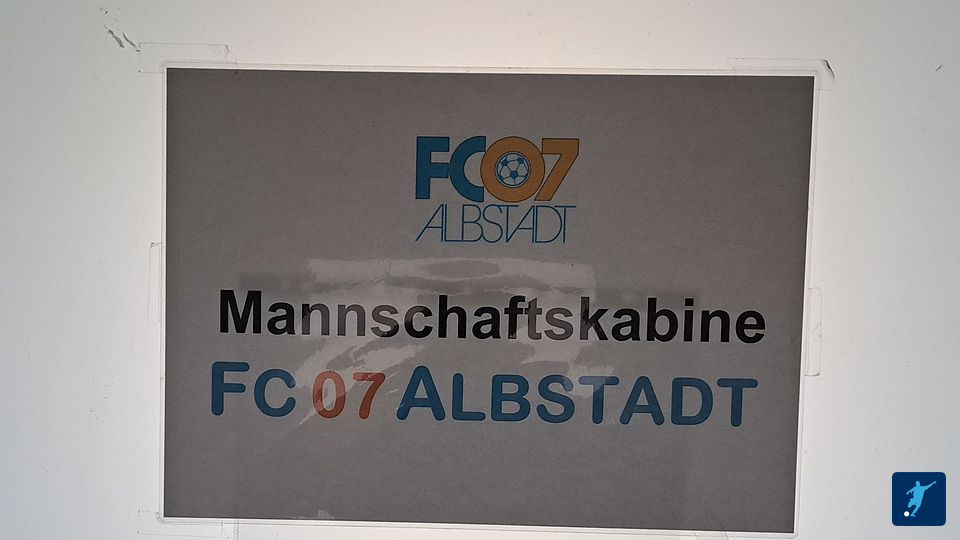 FC07
ALBSTADT
Mannschaftskabine
FC 07 ALBSTADT